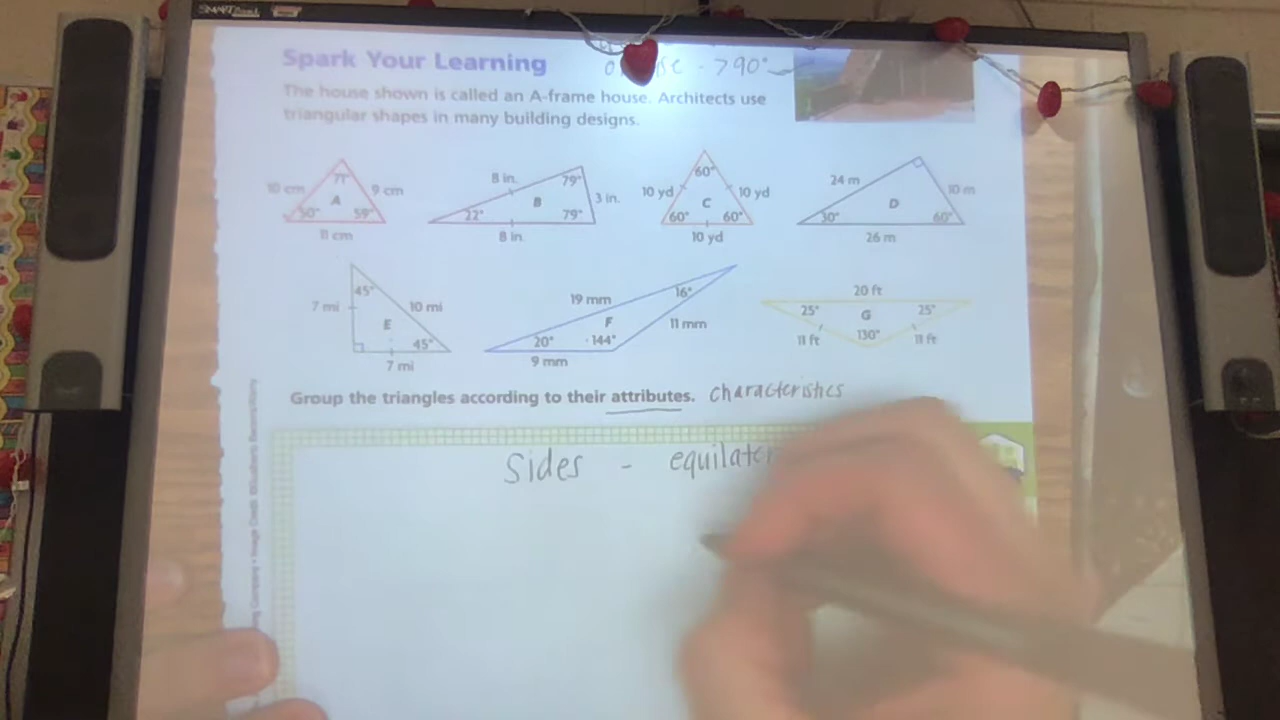 SMART Board
Spark Your Learning
> 90°
The house shown is called an A-frame house. Architects use
triangular shapes in many building designs.
10 cm 71° 9 cm A 50° 59° 11 cm
8 in. 79° B 3 in. 22° 79° 8 in.
60° 10 yd 10 yd C 60° 60° 10 yd
24 m 10 m D 30° 60° 26 m
7 mi 45° 10 mi E 45° 7 mi
19 mm 16° F 11 mm 20° 144° 9 mm
20 ft 25° G 25° 11 ft 130° 11 ft
Group the triangles according to their attributes. characteristics
Sides - equilater